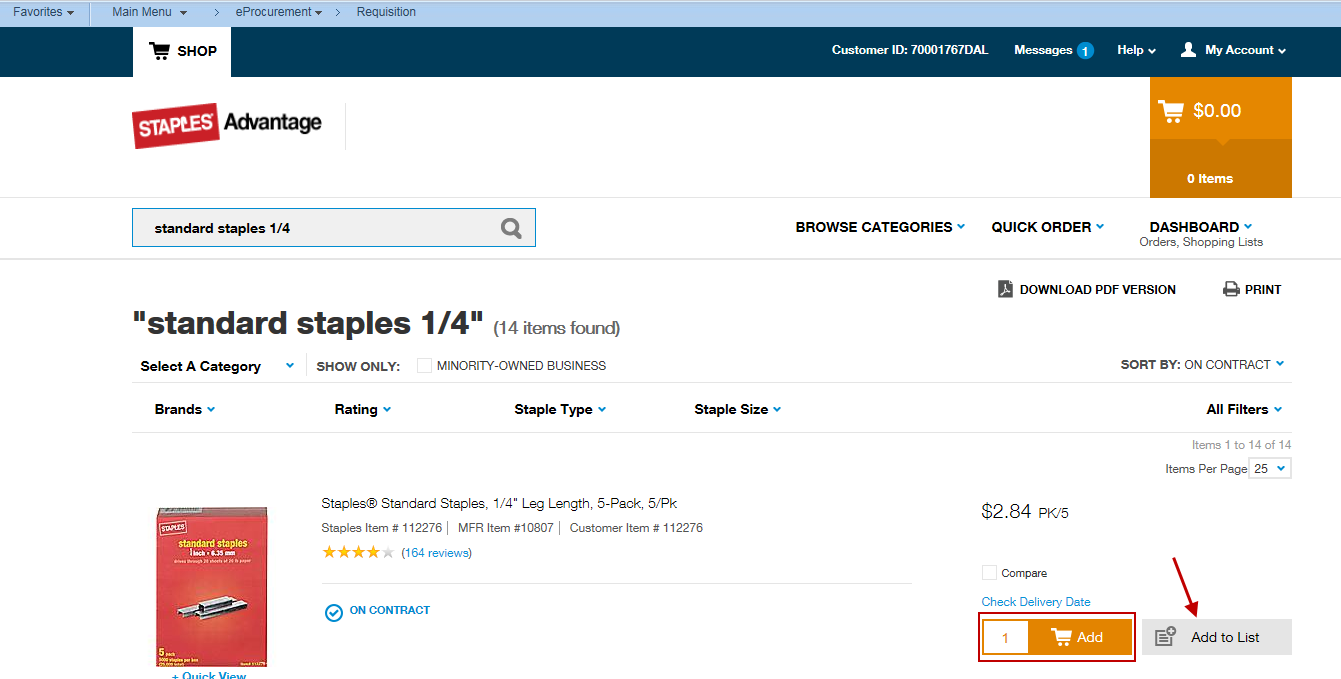 Favorites Main Menu > eProcurement > Requisition
SHOP Customer ID: 70001767DAL Messages 1 Help My Account
STAPLES Advantage
$0.00
0 Items
standard staples 1/4
BROWSE CATEGORIES QUICK ORDER DASHBOARD
Orders, Shopping Lists
DOWNLOAD PDF VERSION PRINT
"standard staples 1/4" (14 items found)
Select A Category SHOW ONLY: MINORITY-OWNED BUSINESS SORT BY: ON CONTRACT
Brands Rating Staple Type Staple Size All Filters
Items 1 to 14 of 14
Items Per Page 25
Staples® Standard Staples, 1/4" Leg Length, 5-Pack, 5/Pk
Staples Item # 112276 | MFR Item #10807 | Customer Item # 112276
(164 reviews)
ON CONTRACT
$2.84 PK/5
Compare
Check Delivery Date
1 Add Add to List
STAPLES
standard staples
5 pack
+ Quick View